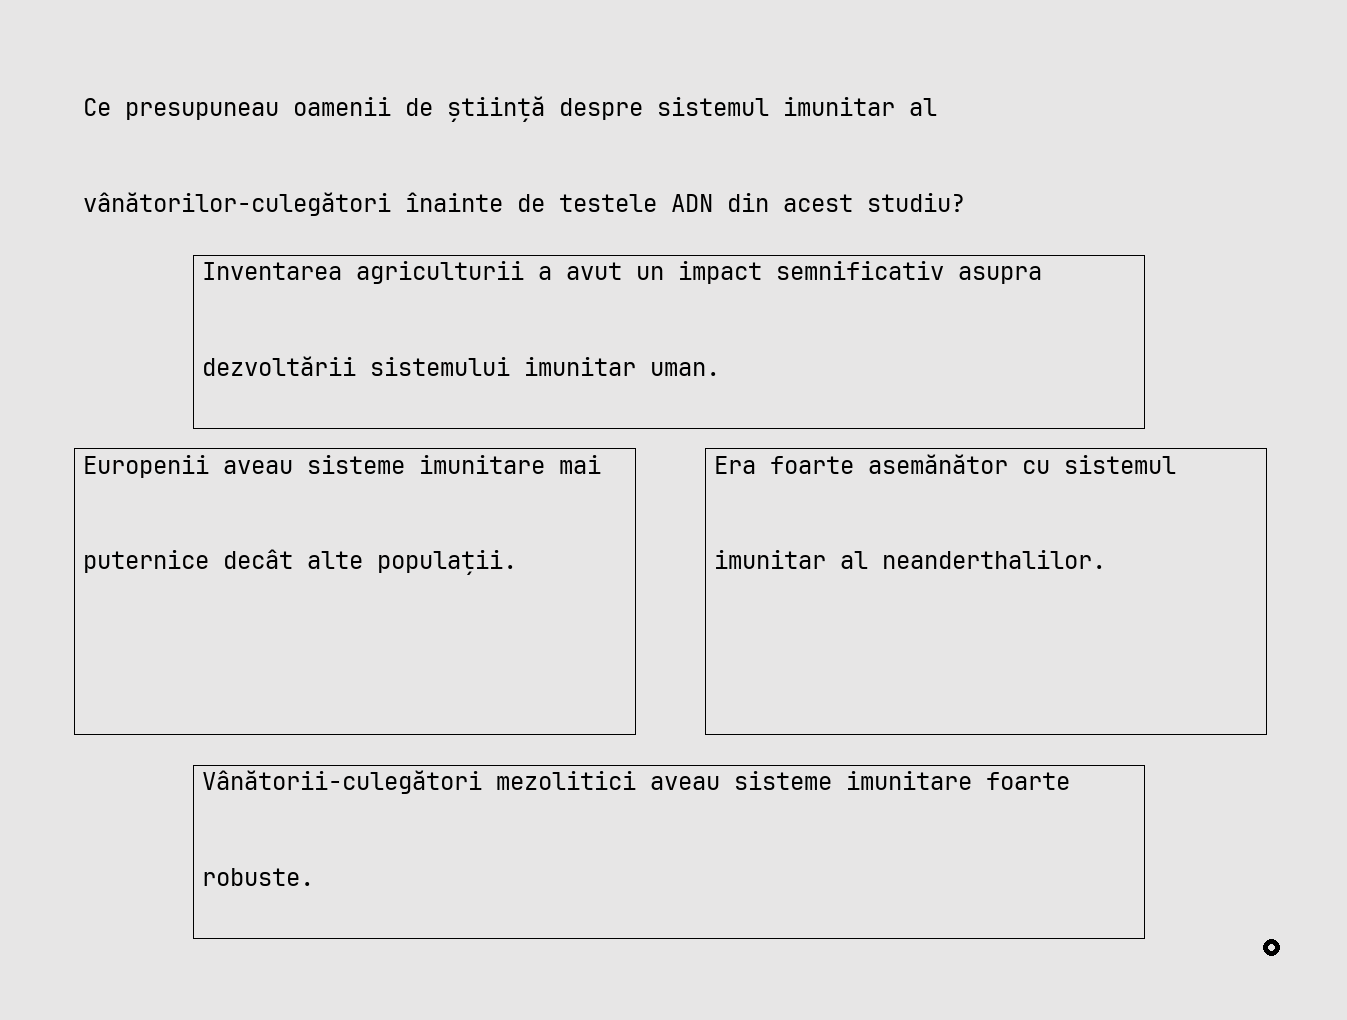 Ce presupuneau oamenii de știință despre sistemul imunitar al
vânătorilor-culegători înainte de testele ADN din acest studiu?
Inventarea agriculturii a avut un impact semnificativ asupra
dezvoltării sistemului imunitar uman.
Europenii aveau sisteme imunitare mai
puternice decât alte populații.
Era foarte asemănător cu sistemul
imunitar al neanderthalilor.
Vânătorii-culegători mezolitici aveau sisteme imunitare foarte
robuste.